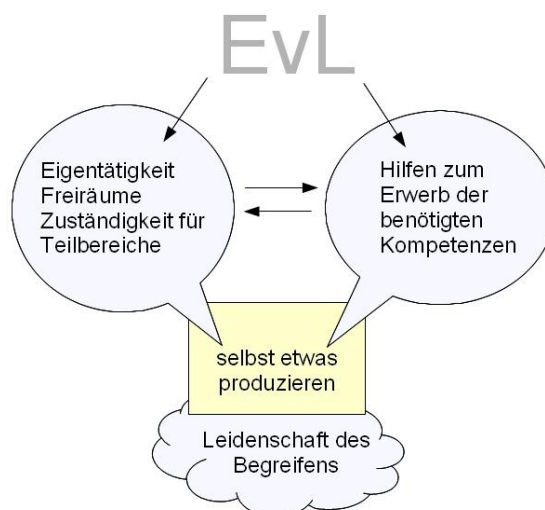 EvL
Eigentätigkeit
Freiräume
Zuständigkeit für
Teilbereiche
Hilfen zum
Erwerb der
benötigten
Kompetenzen
selbst etwas
produzieren
Leidenschaft des
Begreifens